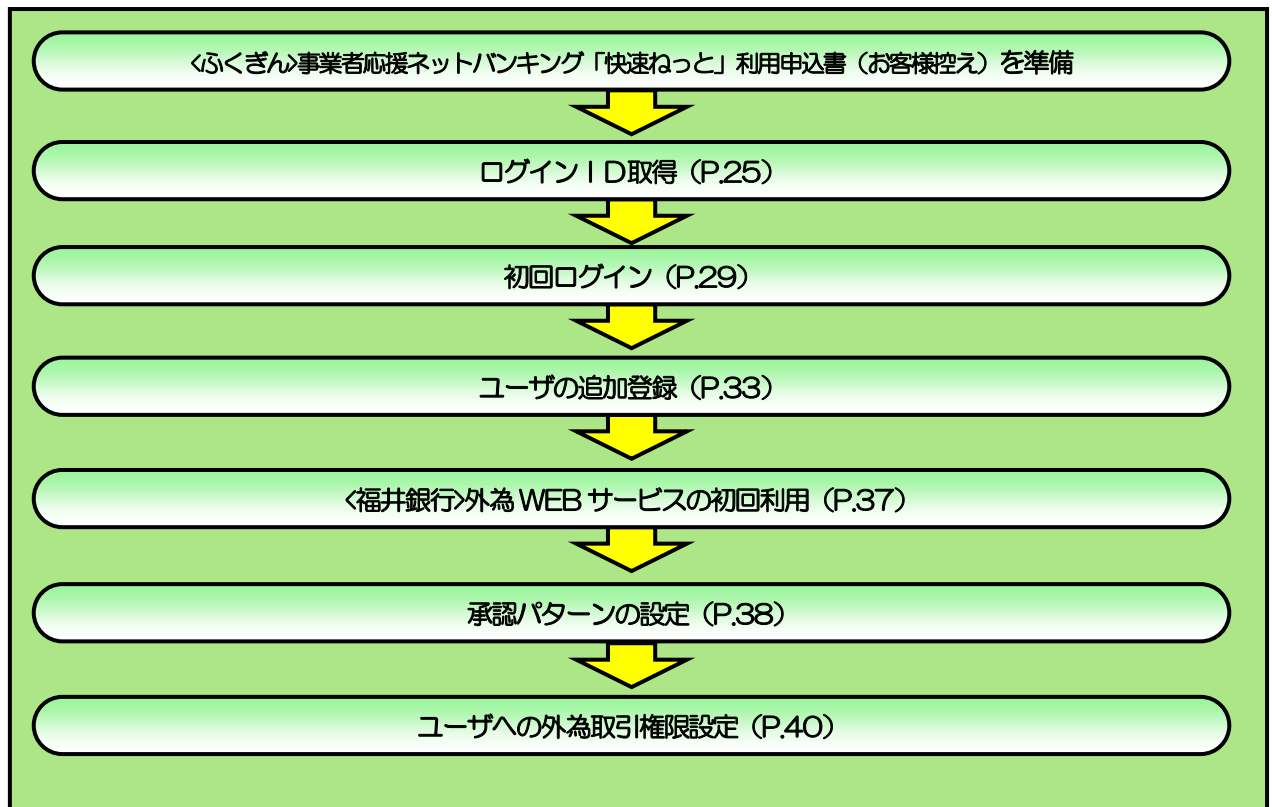 <ふくぎん>事業者応援ネットバンキング「快速ねっと」利用申込書（お客様控え）を準備
ログインＩＤ取得（P.25）
初回ログイン（P.29）
ユーザの追加登録（P.33）
<福井銀行>外為 WEB サービスの初回利用（P.37）
承認パターンの設定（P.38）
ユーザへの外為取引権限設定（P.40）